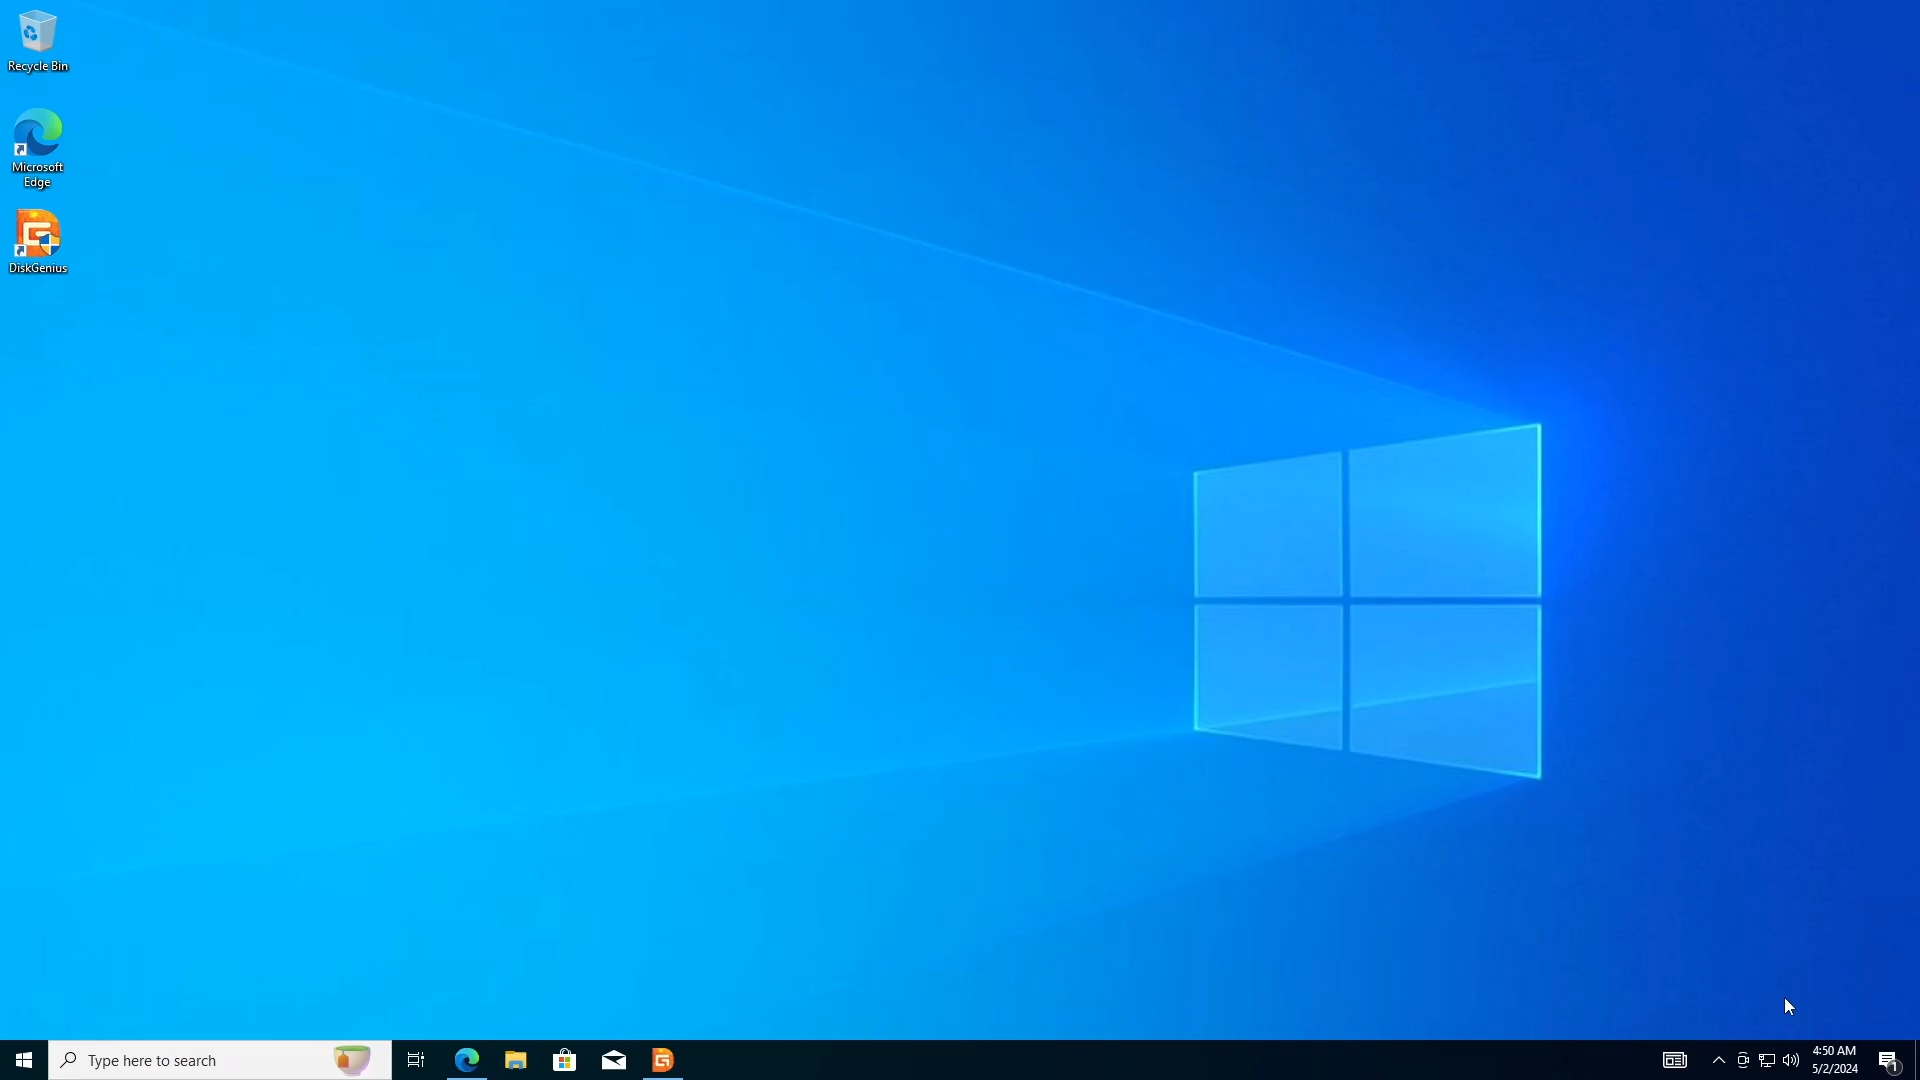 Recycle Bin
Microsoft
Edge
DiskGenius
Type here to search
4:50 AM
5/2/2024
1